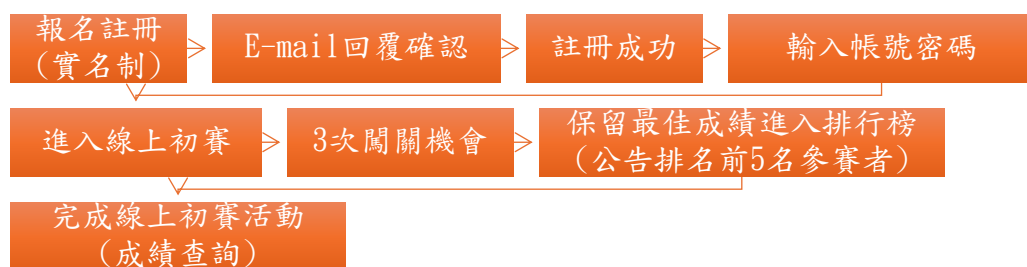 報名註冊
(實名制)
E-mail回覆確認
註冊成功
輸入帳號密碼
進入線上初賽
3次闖關機會
保留最佳成績進入排行榜
(公告排名前5名參賽者)
完成線上初賽活動
(成績查詢)